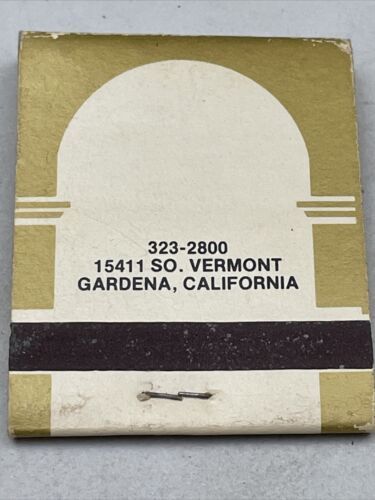 323-2800
15411 SO. VERMONT
GARDENA, CALIFORNIA